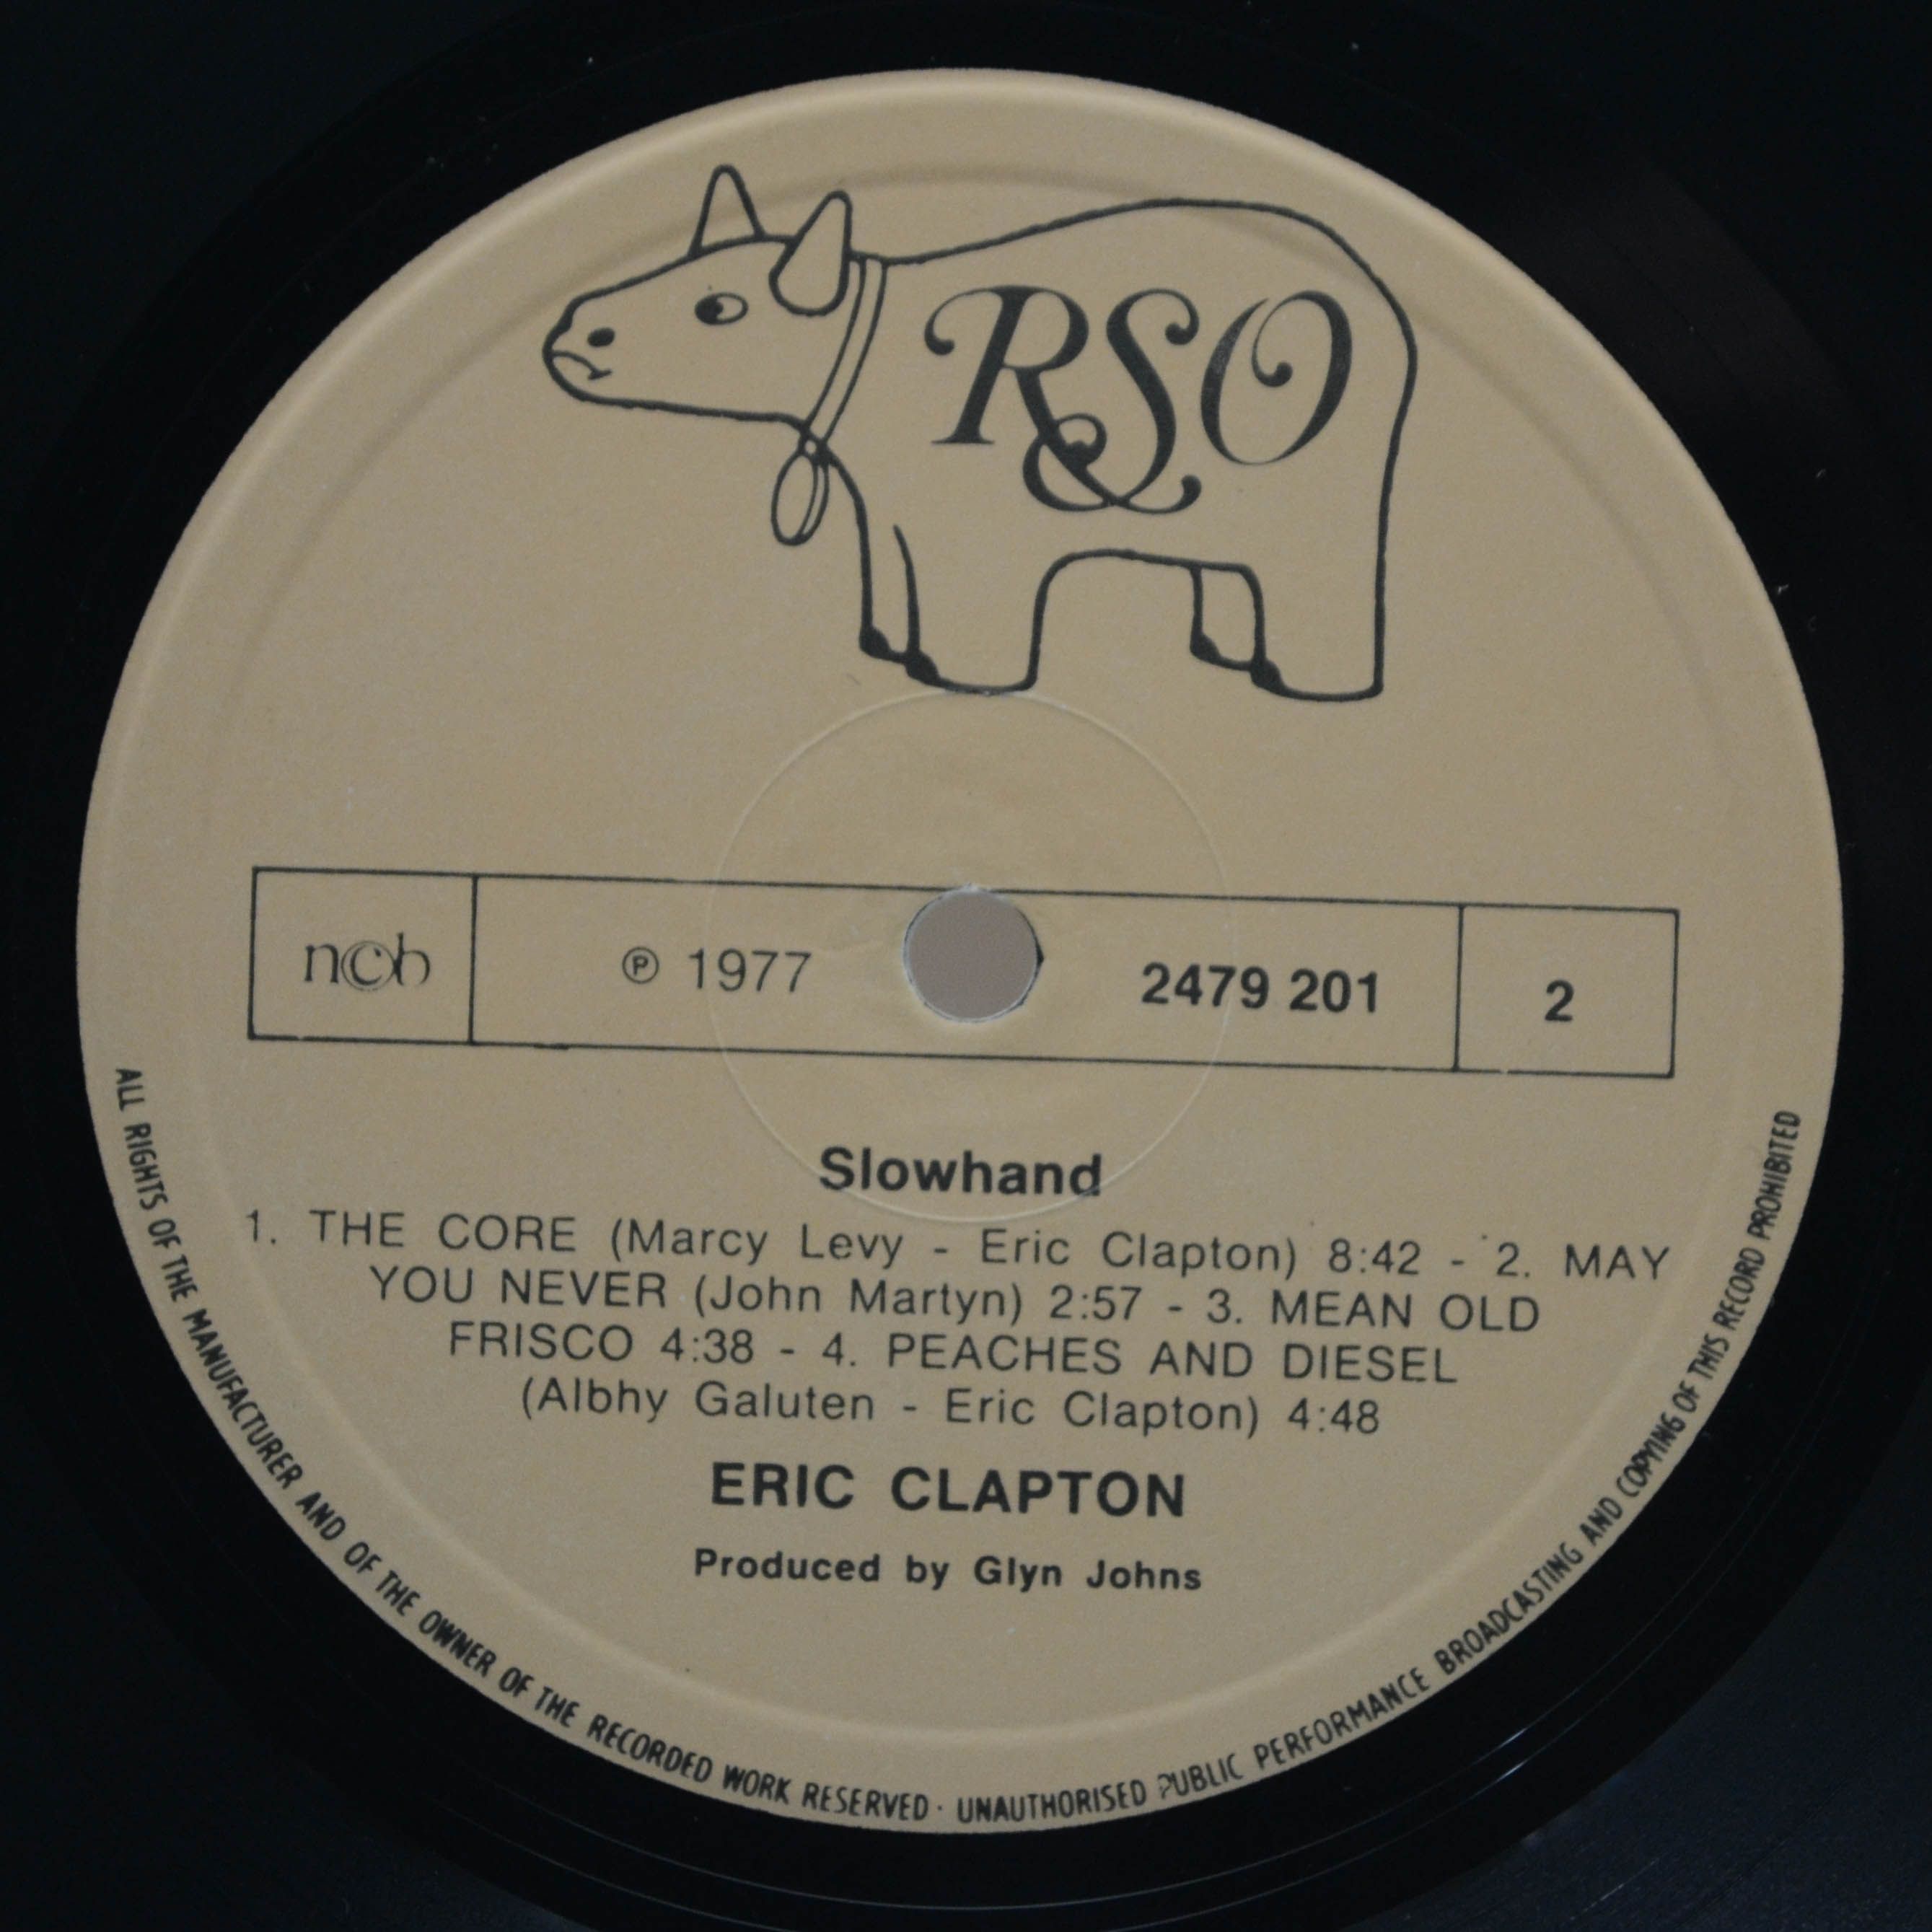 RSO
ncb
℗ 1977
2479 201
2
Slowhand
1. THE CORE (Marcy Levy - Eric Clapton) 8:42 - 2. MAY
YOU NEVER (John Martyn) 2:57 - 3. MEAN OLD
FRISCO 4:38 - 4. PEACHES AND DIESEL
(Albhy Galuten - Eric Clapton) 4:48
ERIC CLAPTON
Produced by Glyn Johns
ALL RIGHTS OF THE MANUFACTURER AND OF THE OWNER OF THE RECORDED WORK RESERVED · UNAUTHORISED PUBLIC PERFORMANCE BROADCASTING AND COPYING OF THIS RECORD PROHIBITED